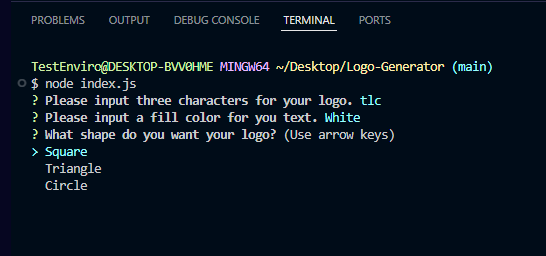 PROBLEMS OUTPUT DEBUG CONSOLE TERMINAL PORTS
TestEnviro@DESKTOP-BVV0HME MINGW64 ~/Desktop/Logo-Generator (main)
$ node index.js
? Please input three characters for your logo. tlc
? Please input a fill color for you text. White
? What shape do you want your logo? (Use arrow keys)
> Square
Triangle
Circle